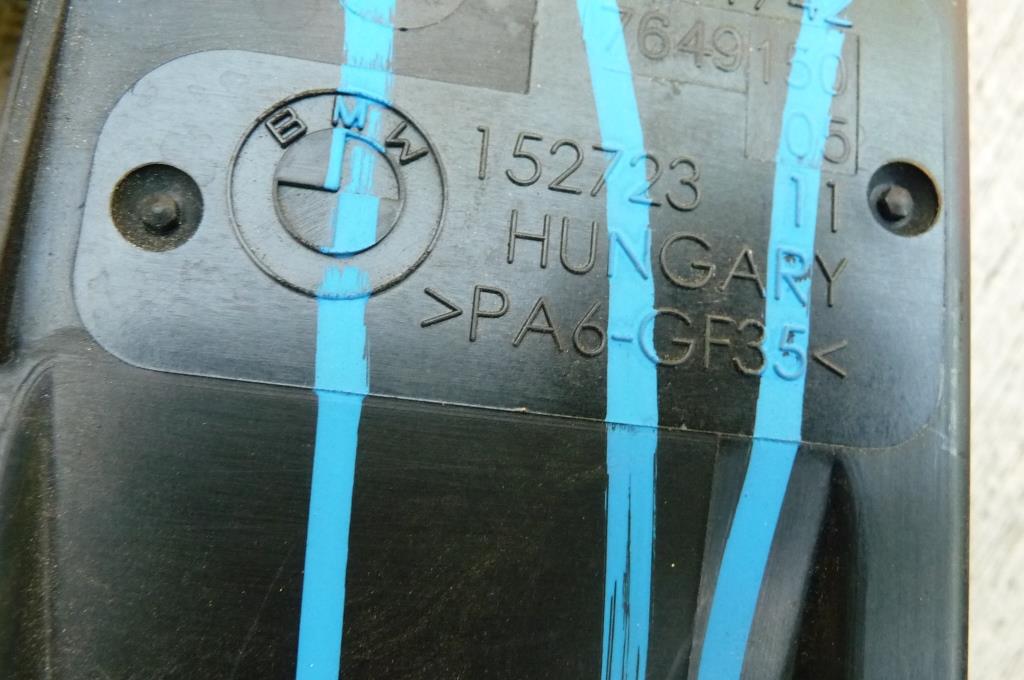 7649150
05
BMW
152723 11
HUNGARY
>PA6-GF35<